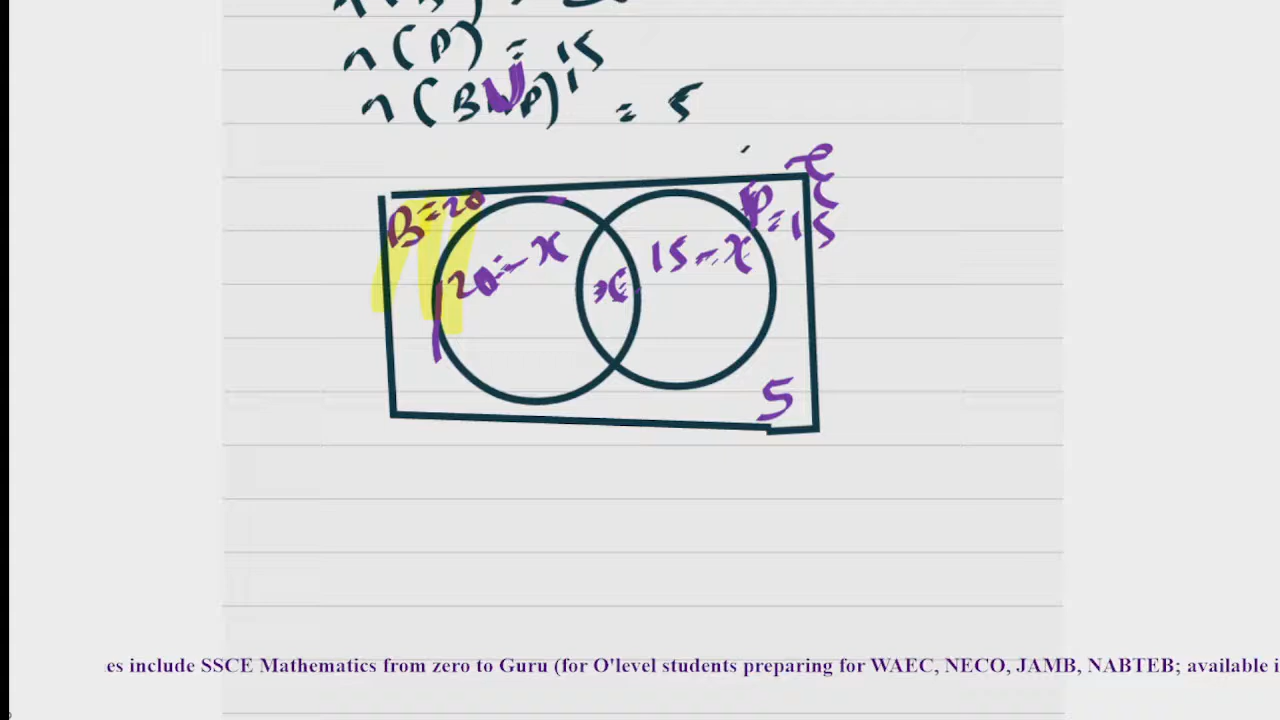 n(P) = 15
n(B∪P)' = 5
B=20
P=15
20-x
x
15-x
5
es include SSCE Mathematics from zero to Guru (for O'level students preparing for WAEC, NECO, JAMB, NABTEB; available i